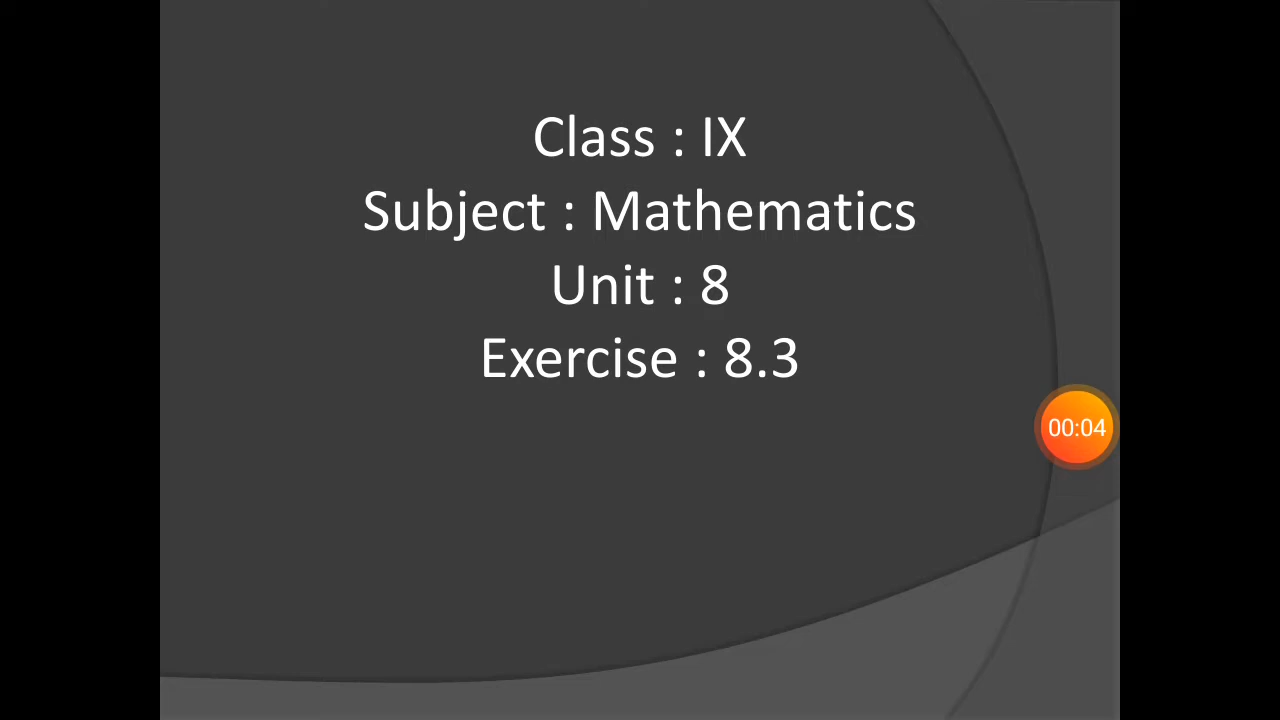 Class : IX
Subject : Mathematics
Unit : 8
Exercise : 8.3
00:04